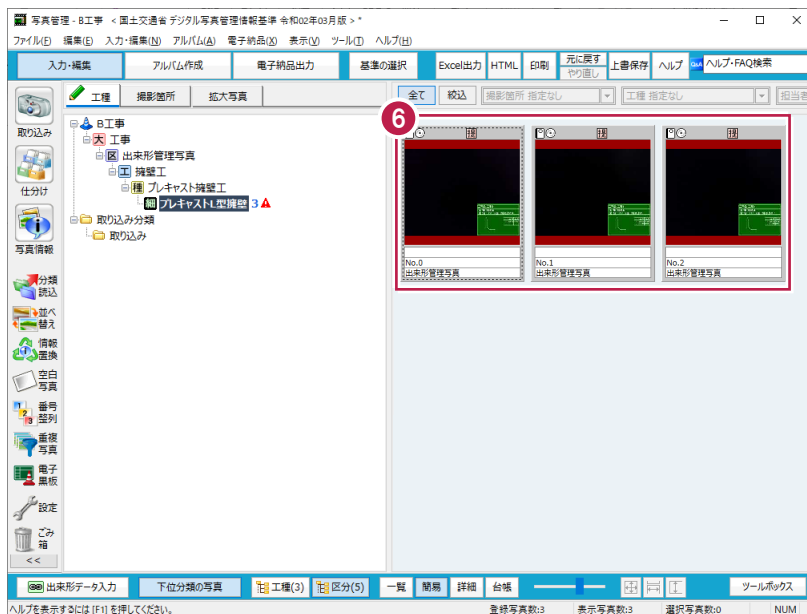 写真管理 - B工事 < 国土交通省 デジタル写真管理情報基準 令和02年03月版 > *
ファイル(F) 編集(E) 入力・編集(N) アルバム(A) 電子納品(X) 表示(V) ツール(T) ヘルプ(H)
入力・編集 アルバム作成 電子納品出力 基準の選択 Excel出力 HTML 印刷 元に戻す やり直し 上書保存 ヘルプ Q&A ヘルプ・FAQ検索
工種 撮影箇所 拡大写真
全て 絞込 撮影箇所 指定なし 工種 指定なし 担当者
取り込み
仕分け
写真情報
分類読込
並べ替え
情報置換
空白写真
番号整列
重複写真
電子黒板
設定
ごみ箱
<<
B工事
大 工事
区 出来形管理写真
工 擁壁工
種 プレキャスト擁壁工
細 プレキャストL型擁壁 3
取り込み分類
取り込み
6
提 提 提
No.0 No.1 No.2
出来形管理写真 出来形管理写真 出来形管理写真
出来形データ入力 下位分類の写真 工種(3) 区分(5) 一覧 簡易 詳細 台帳 ツールボックス
ヘルプを表示するには [F1] を押してください。 登録写真数:3 表示写真数:3 選択写真数:0 NUM